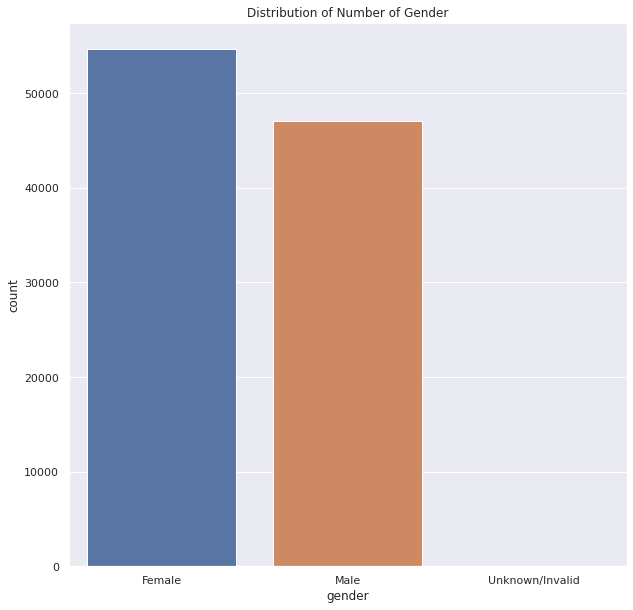 Distribution of Number of Gender
50000
40000
30000
20000
10000
0
count
Female
Male
Unknown/Invalid
gender